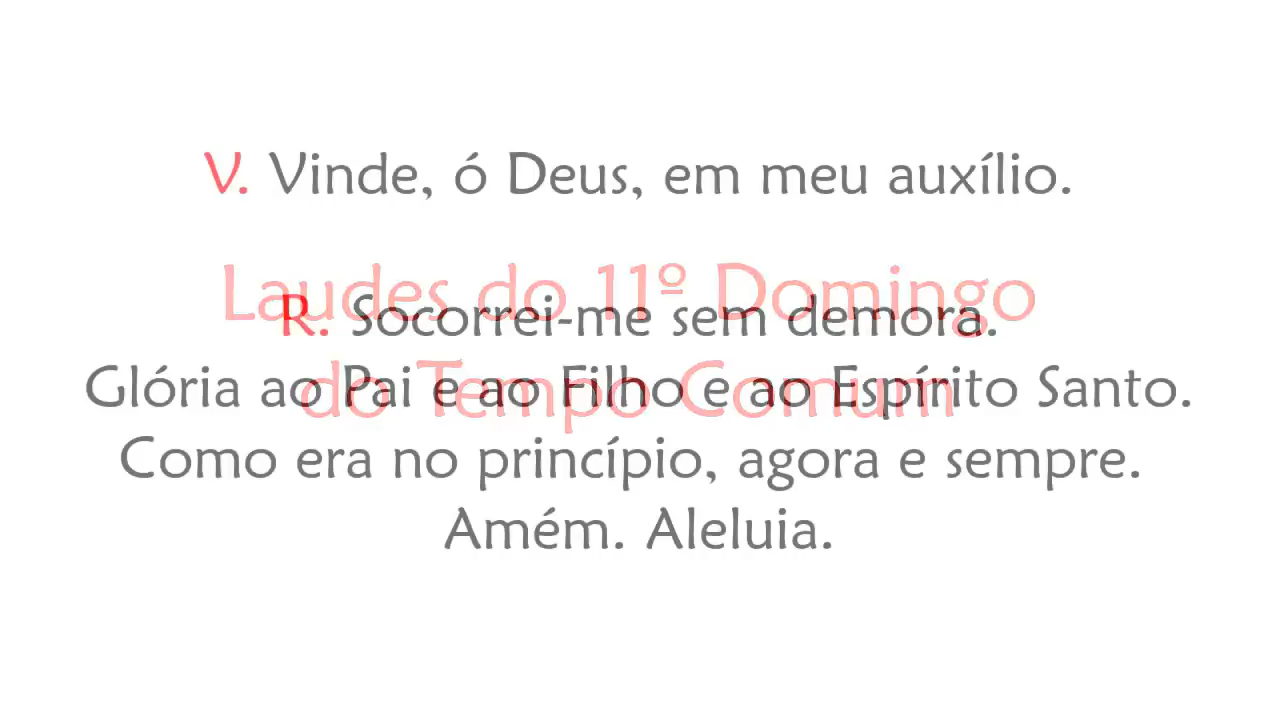 V. Vinde, ó Deus, em meu auxílio.
Laudes do 11º Domingo
R. Socorrei-me sem demora.
do Tempo Comum
Glória ao Pai e ao Filho e ao Espírito Santo.
Como era no princípio, agora e sempre.
Amém. Aleluia.